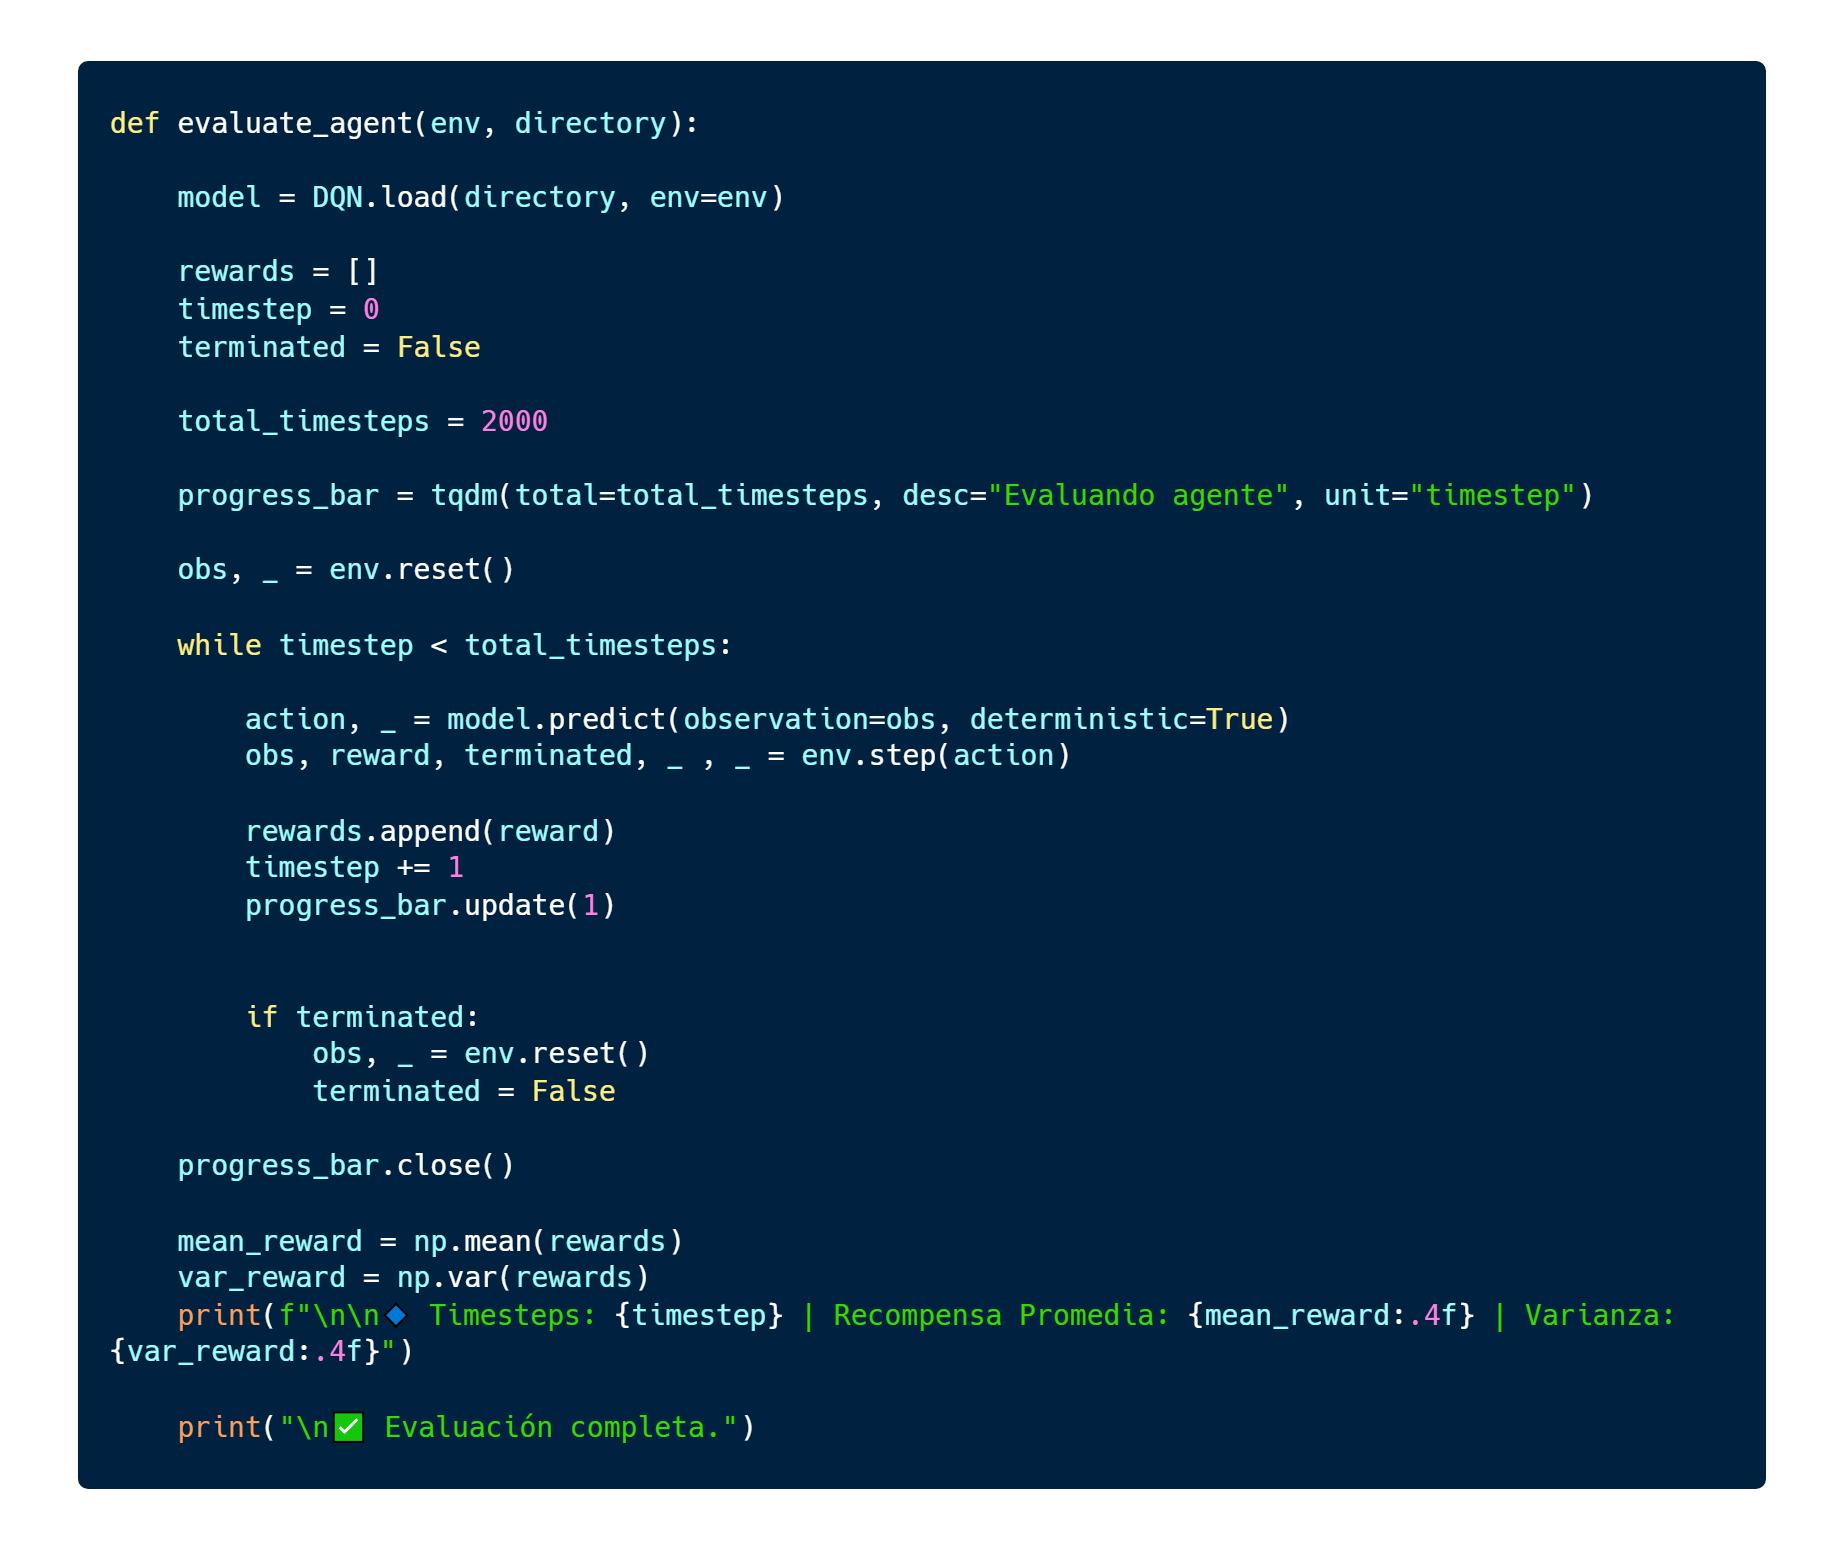 def evaluate_agent(env, directory):
    model = DQN.load(directory, env=env)
    rewards = []
    timestep = 0
    terminated = False
    total_timesteps = 2000
    progress_bar = tqdm(total=total_timesteps, desc="Evaluando agente", unit="timestep")
    obs, _ = env.reset()
    while timestep < total_timesteps:
        action, _ = model.predict(observation=obs, deterministic=True)
        obs, reward, terminated, _ , _ = env.step(action)
        rewards.append(reward)
        timestep += 1
        progress_bar.update(1)
        if terminated:
            obs, _ = env.reset()
            terminated = False
    progress_bar.close()
    mean_reward = np.mean(rewards)
    var_reward = np.var(rewards)
    print(f"\n\n🔹 Timesteps: {timestep} | Recompensa Promedia: {mean_reward:.4f} | Varianza:
{var_reward:.4f}")
    print("\n✅ Evaluación completa.")